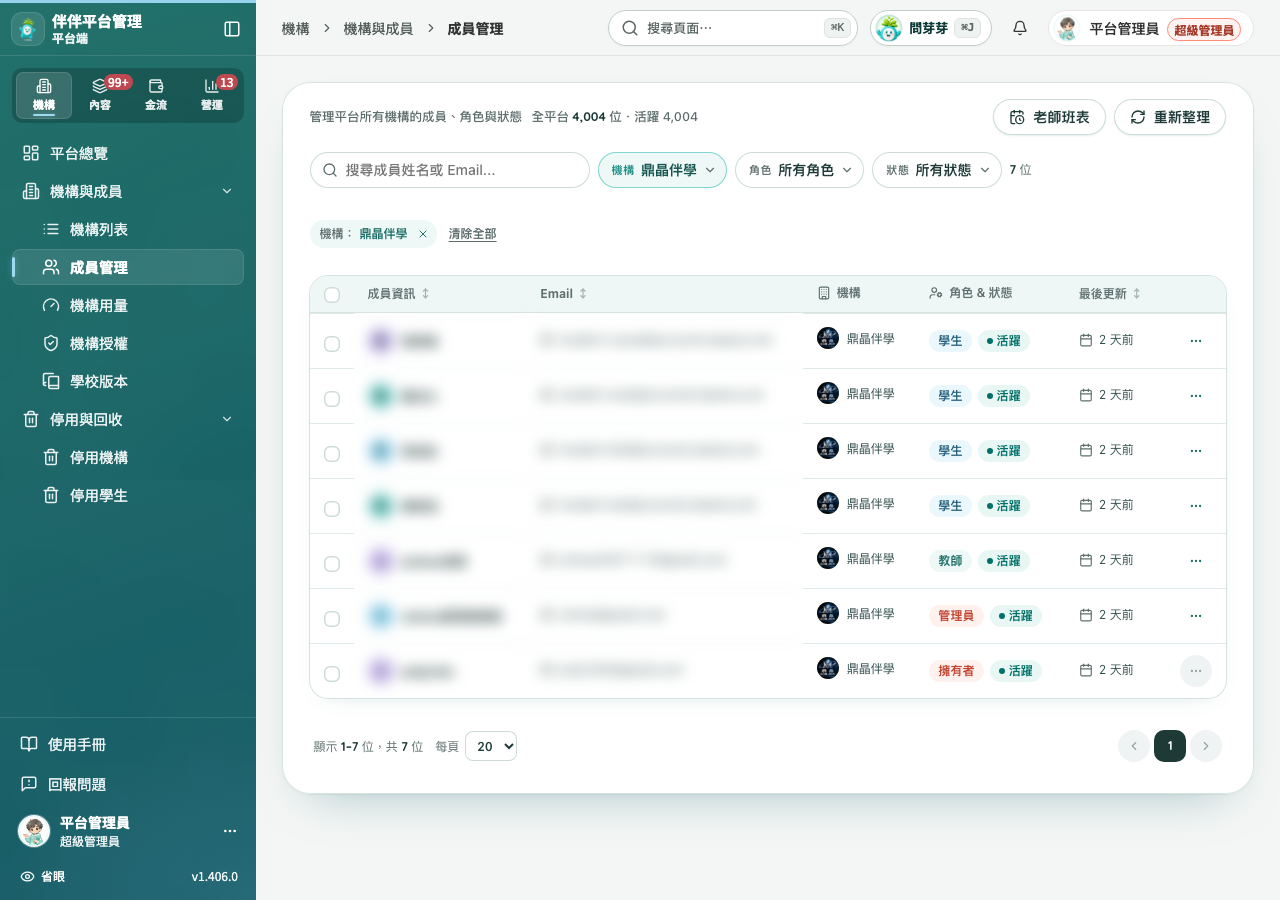 伴伴平台管理
平台端
機構
內容
99+
金流
營運
13
平台總覽
機構與成員
機構列表
成員管理
機構用量
機構授權
學校版本
停用與回收
停用機構
停用學生
使用手冊
回報問題
平台管理員
超級管理員
省眼
v1.406.0
機構 > 機構與成員 > 成員管理
搜尋頁面⋯ ⌘K
問芽芽 ⌘J
平台管理員 超級管理員
管理平台所有機構的成員、角色與狀態 全平台 4,004 位 · 活躍 4,004
老師班表
重新整理
搜尋成員姓名或 Email...
機構 鼎晶伴學
角色 所有角色
狀態 所有狀態
7 位
機構： 鼎晶伴學 ×
清除全部
成員資訊 Email 機構 角色 & 狀態 最後更新
鼎晶伴學 學生 活躍 2 天前
鼎晶伴學 學生 活躍 2 天前
鼎晶伴學 學生 活躍 2 天前
鼎晶伴學 學生 活躍 2 天前
鼎晶伴學 教師 活躍 2 天前
鼎晶伴學 管理員 活躍 2 天前
鼎晶伴學 擁有者 活躍 2 天前
顯示 1-7 位，共 7 位 每頁 20
1